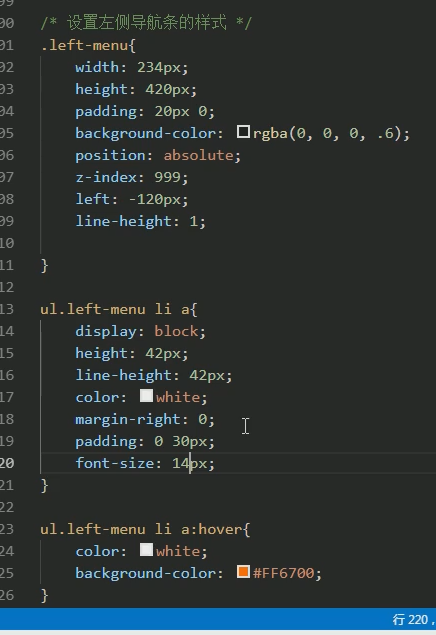 00 /* 设置左侧导航条的样式 */
01 .left-menu{
02 width: 234px;
03 height: 420px;
04 padding: 20px 0;
05 background-color: rgba(0, 0, 0, .6);
06 position: absolute;
07 z-index: 999;
08 left: -120px;
09 line-height: 1;
10
11 }
12
13 ul.left-menu li a{
14 display: block;
15 height: 42px;
16 line-height: 42px;
17 color: white;
18 margin-right: 0;
19 padding: 0 30px;
20 font-size: 14px;
21 }
22
23 ul.left-menu li a:hover{
24 color: white;
25 background-color: #FF6700;
26 }
行 220,